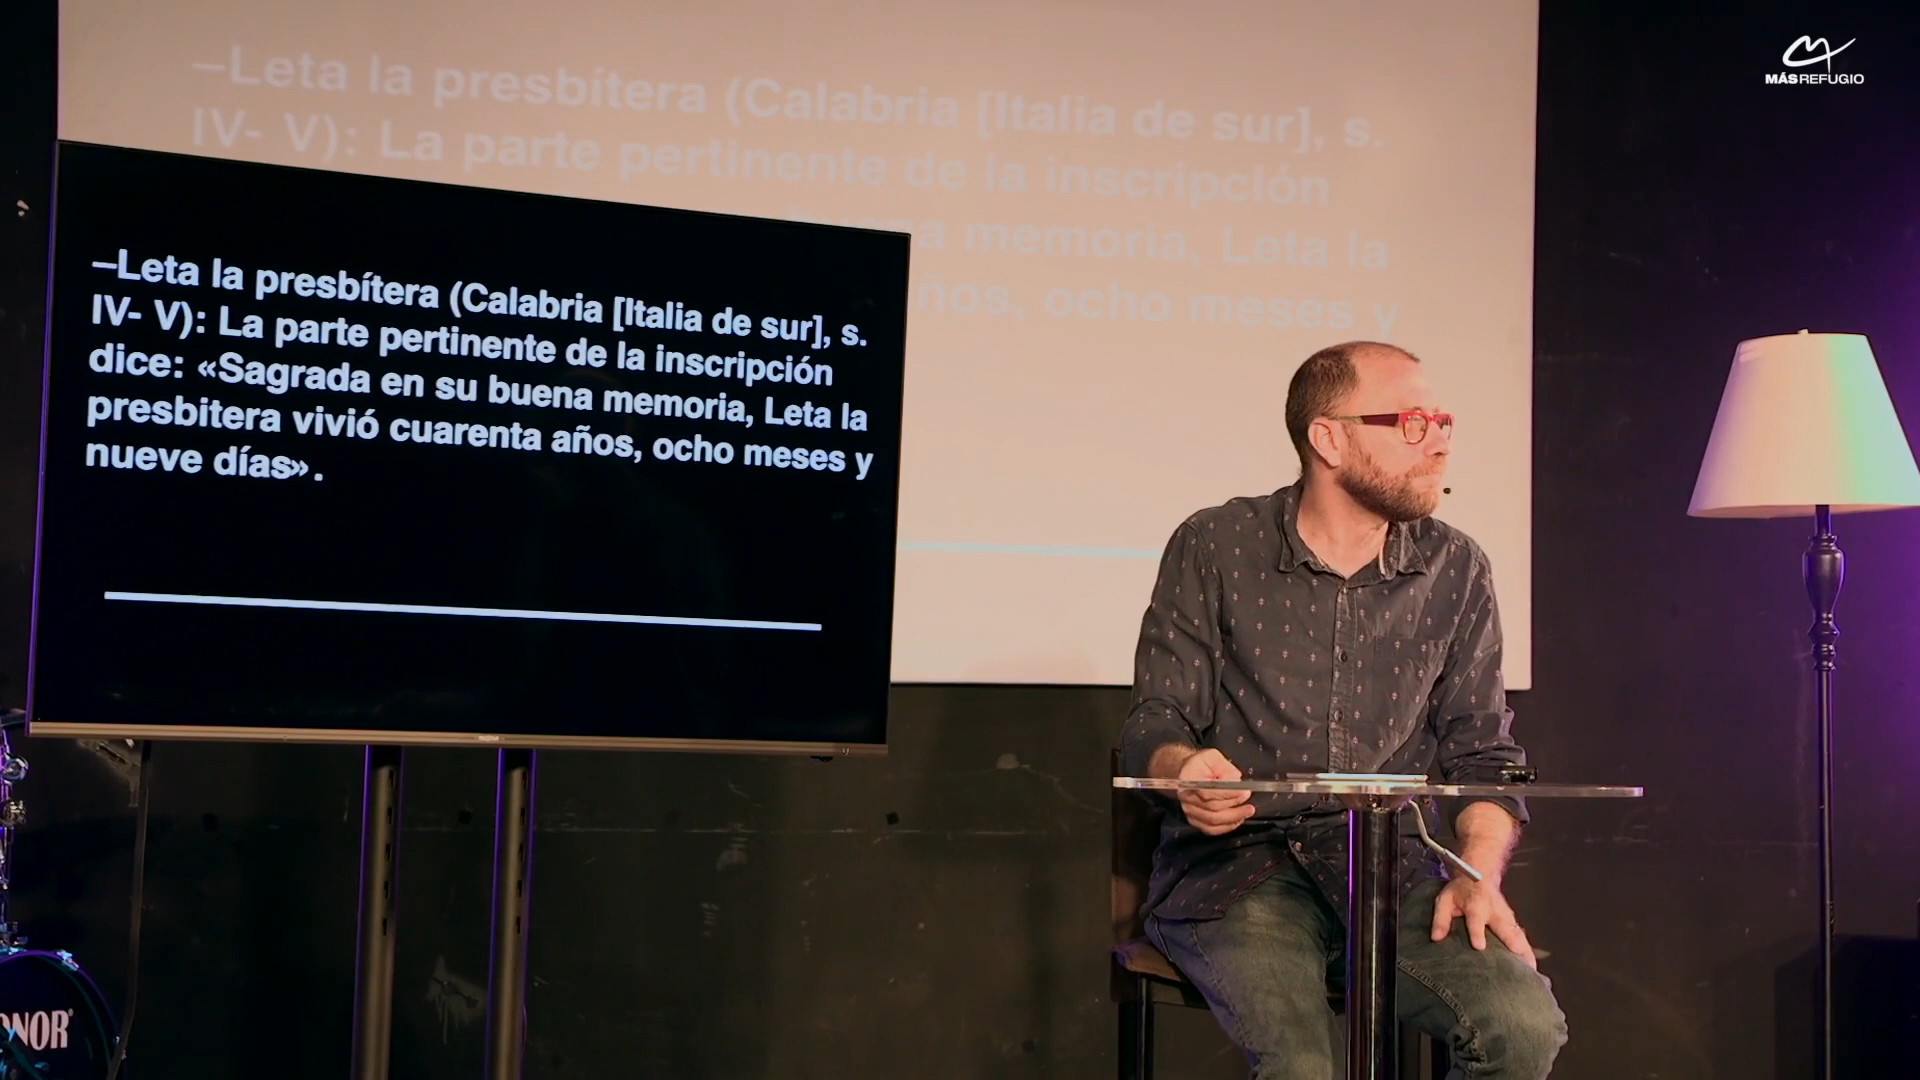 –Leta la presbítera (Calabria [Italia de sur], s.
IV- V): La parte pertinente de la inscripción
a memoria, Leta la
ños, ocho meses y
–Leta la presbítera (Calabria [Italia de sur], s.
IV- V): La parte pertinente de la inscripción
dice: «Sagrada en su buena memoria, Leta la
presbitera vivió cuarenta años, ocho meses y
nueve días».
MÁSREFUGIO
ONOR